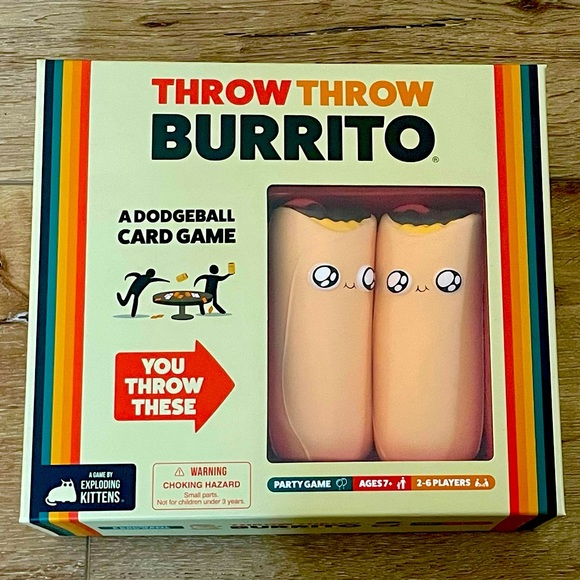 THROW THROW
BURRITO®
A DODGEBALL
CARD GAME
YOU
THROW
THESE
A GAME BY
EXPLODING
KITTENS
WARNING
CHOKING HAZARD
Small parts.
Not for children under 3 years.
PARTY GAME
AGES 7+
2-6 PLAYERS
BURRITO